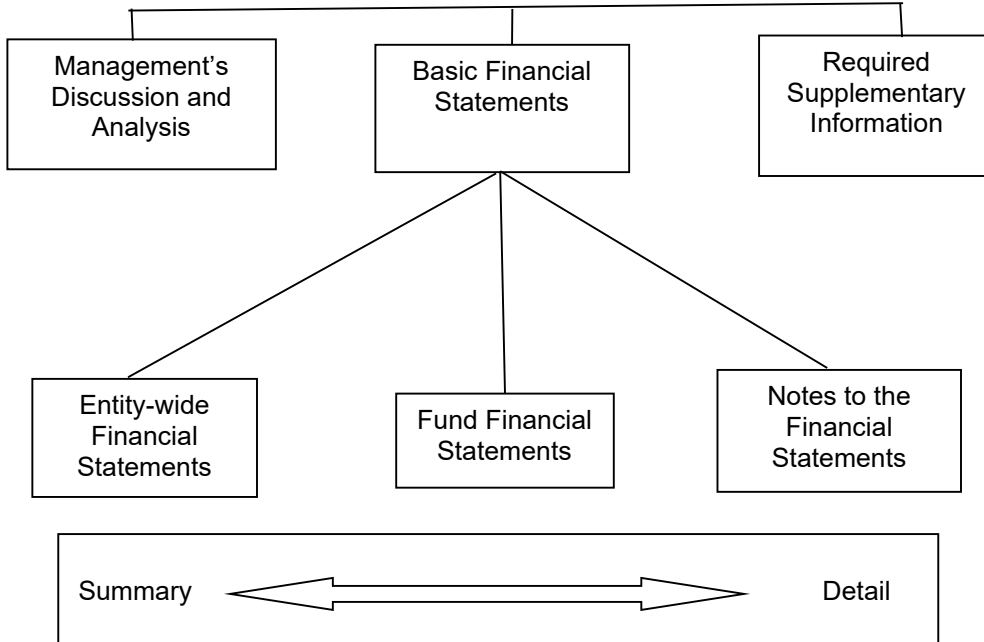 Management’s
Discussion and
Analysis
Basic Financial
Statements
Required
Supplementary
Information
Entity-wide
Financial
Statements
Fund Financial
Statements
Notes to the
Financial
Statements
Summary
Detail